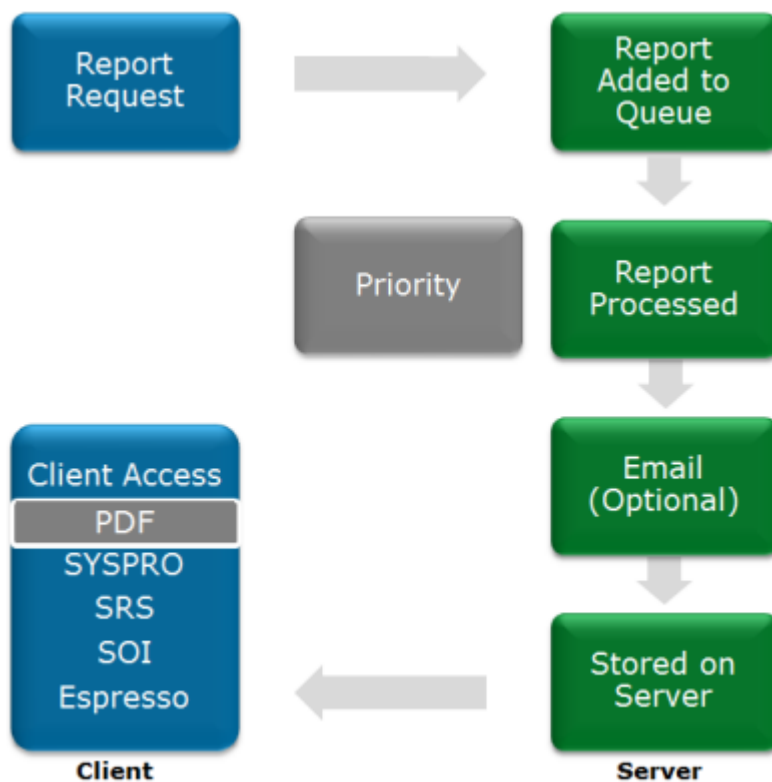 Report
Request
Report
Added to
Queue
Priority
Report
Processed
Client Access
PDF
SYSPRO
SRS
SOI
Espresso
Email
(Optional)
Stored on
Server
Client
Server